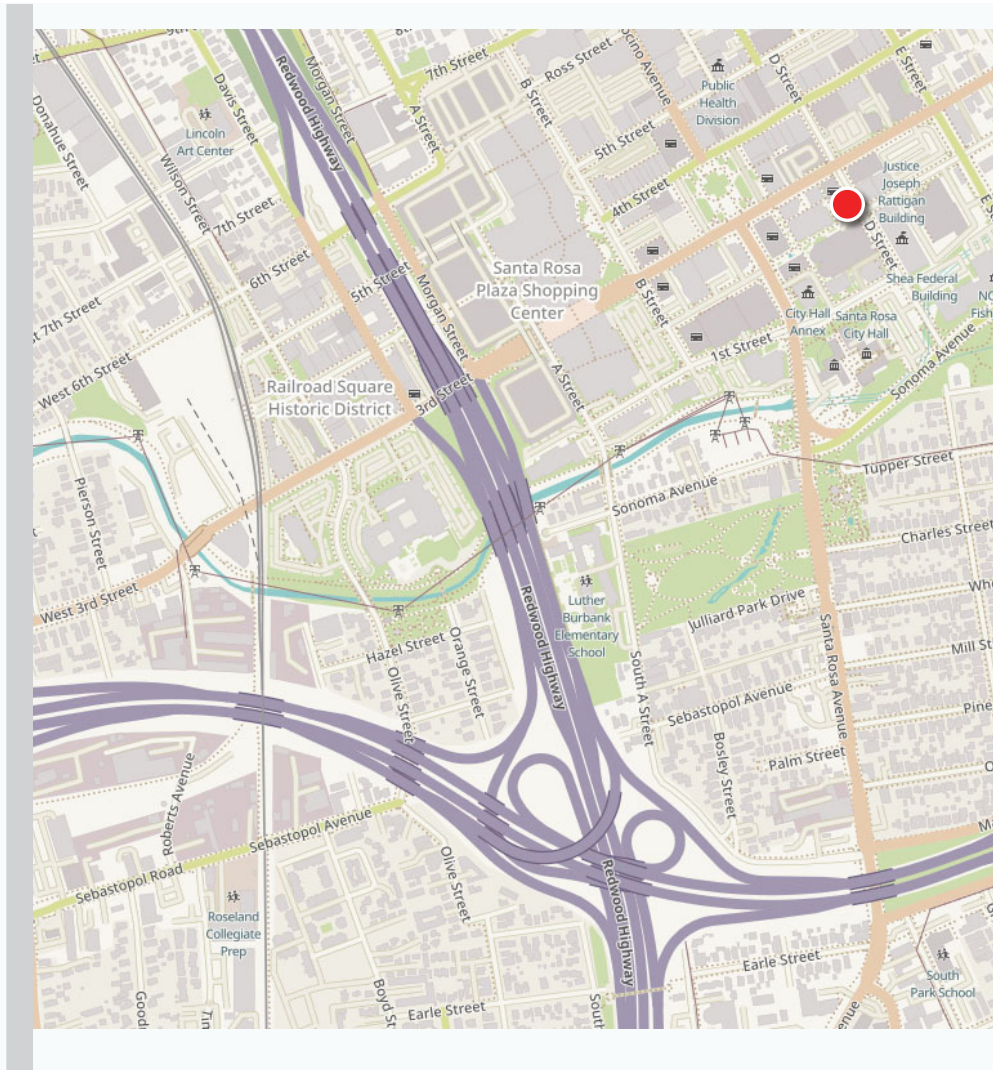 7th Street
Ross Street
B Street
D Street
E Street
Morgan Street
Redwood Highway
Davis Street
A Street
Public
Health
Division
5th Street
Donahue Street
Lincoln
Art Center
Wilson Street
7th Street
6th Street
5th Street
4th Street
Justice
Joseph
Rattigan
Building
D Street
Santa Rosa
Plaza Shopping
Center
Morgan Street
B Street
Shea Federal
Building
City Hall
Annex
Santa Rosa
City Hall
1st Street
Sonoma Avenue
West 6th Street
Railroad Square
Historic District
3rd Street
A Street
Pierson Street
Tupper Street
Sonoma Avenue
Charles Street
West 3rd Street
Redwood Highway
Luther
Burbank
Elementary
School
Julliard Park Drive
Hazel Street
Orange Street
Olive Street
South A Street
Santa Rosa Avenue
Mill St
Sebastopol Avenue
Pine
Bosley Street
Palm Street
Roberts Avenue
Sebastopol Avenue
Sebastopol Road
Olive Street
Redwood Highway
Roseland
Collegiate
Prep
Earle Street
South
Park School
Boyd St
Earle Street
South
Good